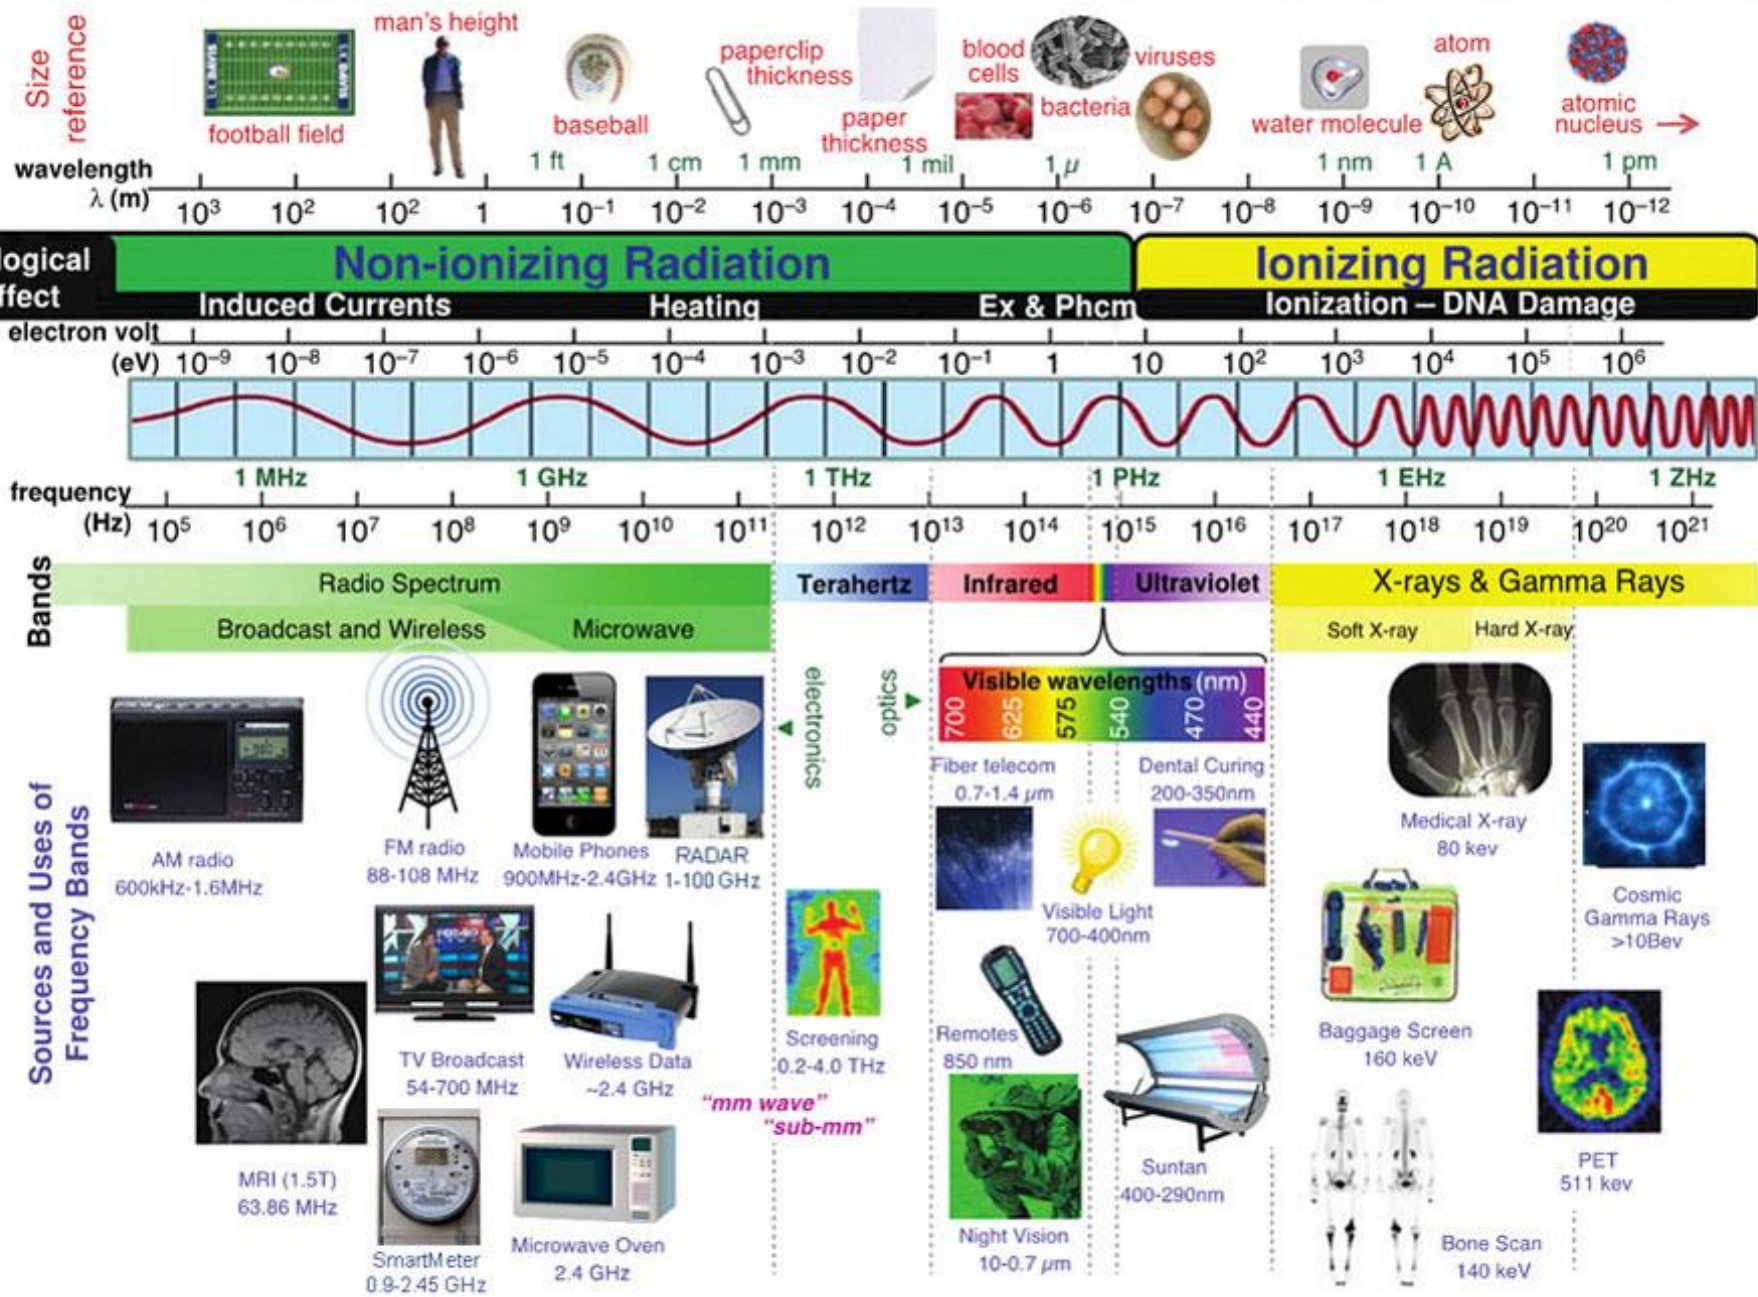 Size
reference
football field
man's height
baseball
paperclip
thickness
paper
thickness
blood
cells
bacteria
viruses
water molecule
atom
atomic
nucleus
wavelength
λ (m)
1 ft 1 cm 1 mm 1 mil 1 µ 1 nm 1 A 1 pm
10³ 10² 10² 1 10⁻¹ 10⁻² 10⁻³ 10⁻⁴ 10⁻⁵ 10⁻⁶ 10⁻⁷ 10⁻⁸ 10⁻⁹ 10⁻¹⁰ 10⁻¹¹ 10⁻¹²
logical
ffect
Non-ionizing Radiation Ionizing Radiation
Induced Currents Heating Ex & Phcm Ionization – DNA Damage
electron volt
(eV) 10⁻⁹ 10⁻⁸ 10⁻⁷ 10⁻⁶ 10⁻⁵ 10⁻⁴ 10⁻³ 10⁻² 10⁻¹ 1 10 10² 10³ 10⁴ 10⁵ 10⁶
1 MHz 1 GHz 1 THz 1 PHz 1 EHz 1 ZHz
frequency
(Hz) 10⁵ 10⁶ 10⁷ 10⁸ 10⁹ 10¹⁰ 10¹¹ 10¹² 10¹³ 10¹⁴ 10¹⁵ 10¹⁶ 10¹⁷ 10¹⁸ 10¹⁹ 10²⁰ 10²¹
Bands
Radio Spectrum Terahertz Infrared Ultraviolet X-rays & Gamma Rays
Broadcast and Wireless Microwave Soft X-ray Hard X-ray
electronics
optics
Visible wavelengths (nm)
700 625 575 540 470 440
Sources and Uses of
Frequency Bands
AM radio
600kHz-1.6MHz
FM radio
88-108 MHz
Mobile Phones
900MHz-2.4GHz
RADAR
1-100 GHz
Fiber telecom
0.7-1.4 µm
Dental Curing
200-350nm
Medical X-ray
80 kev
Visible Light
700-400nm
Cosmic
Gamma Rays
>10Bev
TV Broadcast
54-700 MHz
Wireless Data
~2.4 GHz
Screening
0.2-4.0 THz
Remotes
850 nm
Baggage Screen
160 keV
"mm wave"
"sub-mm"
MRI (1.5T)
63.86 MHz
SmartMeter
0.9-2.45 GHz
Microwave Oven
2.4 GHz
Night Vision
10-0.7 µm
Suntan
400-290nm
PET
511 kev
Bone Scan
140 keV